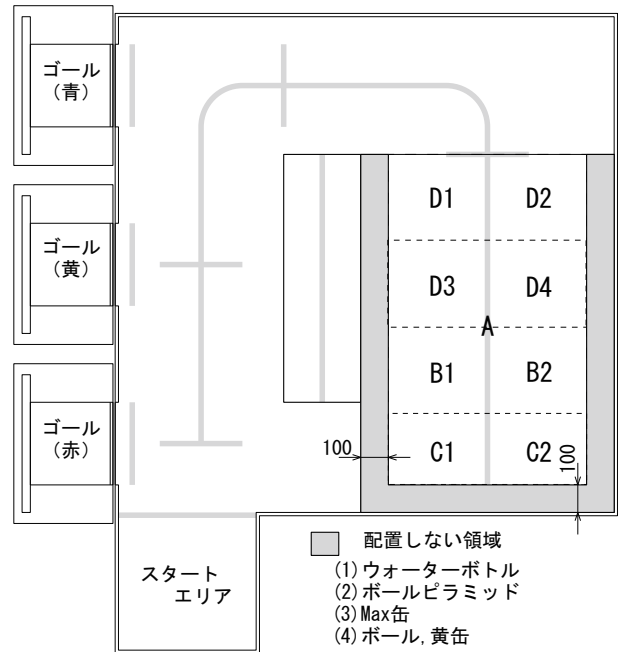 ゴール
(青)
D1
D2
ゴール
(黄)
D3
D4
A
B1
B2
ゴール
(赤)
100
C1
C2
100
配置しない領域
スタート
エリア
(1)ウォーターボトル
(2)ボールピラミッド
(3)Max缶
(4)ボール,黄缶